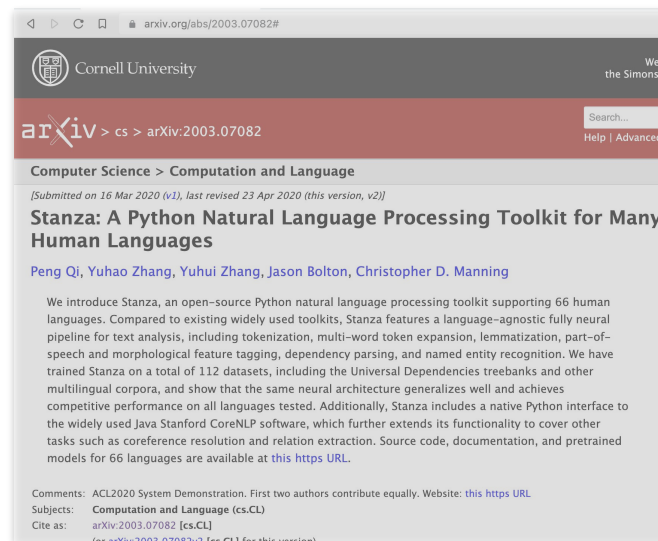 arxiv.org/abs/2003.07082#
Cornell University
We
the Simons
arXiv > cs > arXiv:2003.07082
Search...
Help | Advanced
Computer Science > Computation and Language
[Submitted on 16 Mar 2020 (v1), last revised 23 Apr 2020 (this version, v2)]
Stanza: A Python Natural Language Processing Toolkit for Many
Human Languages
Peng Qi, Yuhao Zhang, Yuhui Zhang, Jason Bolton, Christopher D. Manning
We introduce Stanza, an open-source Python natural language processing toolkit supporting 66 human
languages. Compared to existing widely used toolkits, Stanza features a language-agnostic fully neural
pipeline for text analysis, including tokenization, multi-word token expansion, lemmatization, part-of-
speech and morphological feature tagging, dependency parsing, and named entity recognition. We have
trained Stanza on a total of 112 datasets, including the Universal Dependencies treebanks and other
multilingual corpora, and show that the same neural architecture generalizes well and achieves
competitive performance on all languages tested. Additionally, Stanza includes a native Python interface to
the widely used Java Stanford CoreNLP software, which further extends its functionality to cover other
tasks such as coreference resolution and relation extraction. Source code, documentation, and pretrained
models for 66 languages are available at this https URL.
Comments: ACL2020 System Demonstration. First two authors contribute equally. Website: this https URL
Subjects: Computation and Language (cs.CL)
Cite as: arXiv:2003.07082 [cs.CL]
(or arXiv:2003.07082v2 [cs.CL] for this version)